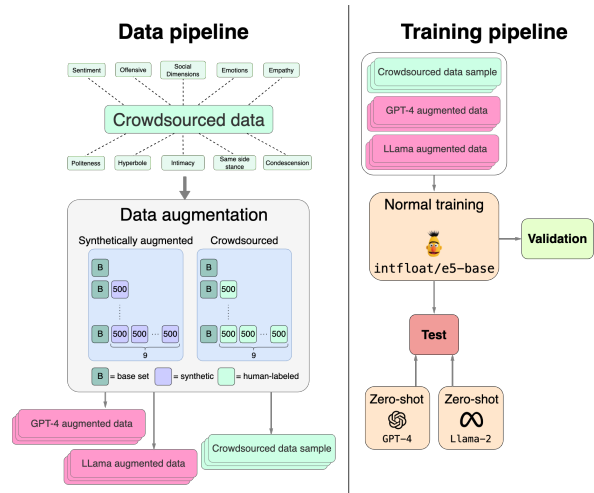 Data pipeline
Sentiment
Offensive
Social
Dimensions
Emotions
Empathy
Crowdsourced data
Politeness
Hyperbole
Intimacy
Same side
stance
Condescension
Data augmentation
Synthetically augmented
Crowdsourced
B
B 500
B 500 500 ... 500
9
B
B 500
B 500 500 ... 500
9
B = base set
= synthetic
= human-labeled
GPT-4 augmented data
LLama augmented data
Crowdsourced data sample
Training pipeline
Crowdsourced data sample
GPT-4 augmented data
LLama augmented data
Normal training
intfloat/e5-base
Validation
Test
Zero-shot
GPT-4
Zero-shot
Llama-2